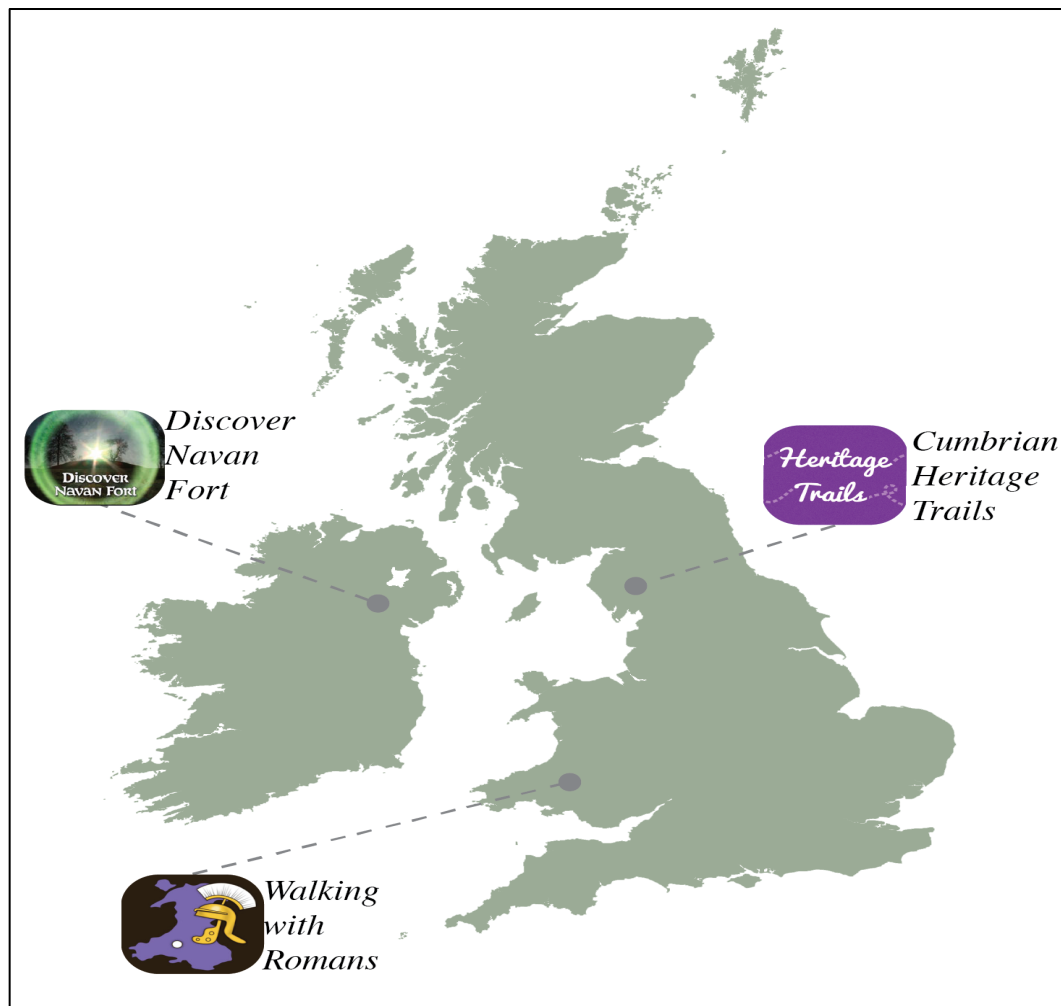 Discover
Navan
Fort
DISCOVER
NAVAN FORT
Heritage
Trails
Cumbrian
Heritage
Trails
Walking
with
Romans